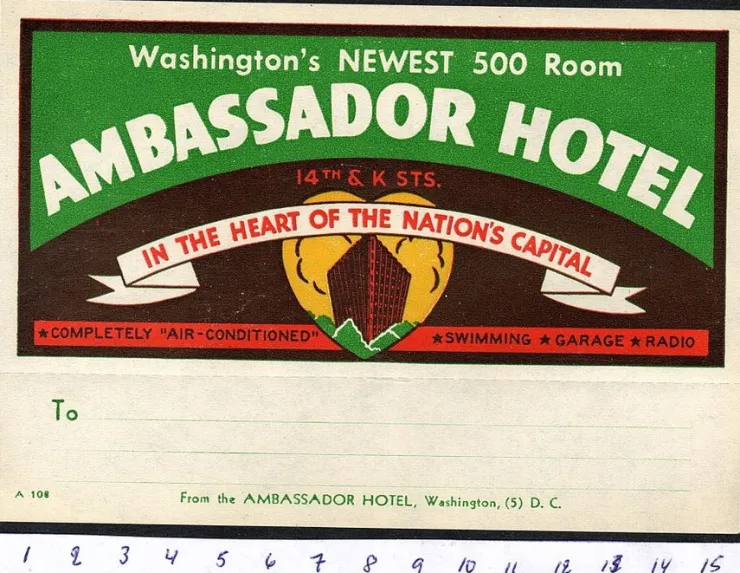 Washington's NEWEST 500 Room
AMBASSADOR HOTEL
14TH & K STS.
IN THE HEART OF THE NATION'S CAPITAL
★COMPLETELY "AIR-CONDITIONED" ★SWIMMING ★GARAGE ★RADIO
To
A 108
From the AMBASSADOR HOTEL, Washington, (5) D. C.
1 2 3 4 5 6 7 8 9 10 11 12 13 14 15